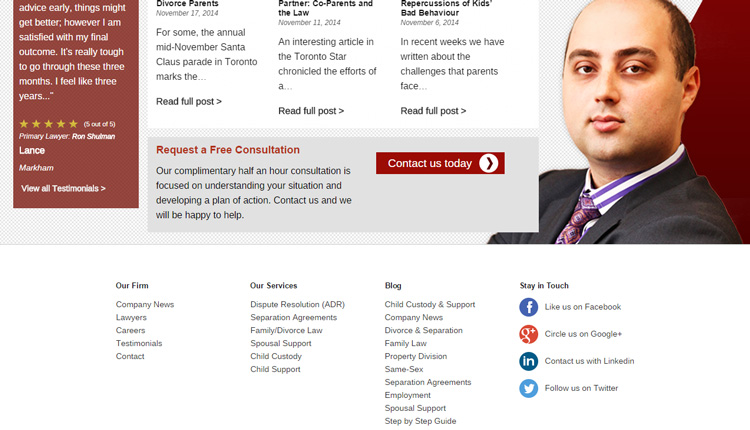 advice early, things might
get better; however I am
satisfied with my final
outcome. It's really tough
to go through these three
months. I feel like three
years..."
(5 out of 5)
Primary Lawyer: Ron Shulman
Lance
Markham
View all Testimonials >
Divorce Parents
November 17, 2014
For some, the annual
mid-November Santa
Claus parade in Toronto
marks the…
Read full post >
Partner: Co-Parents and
the Law
November 11, 2014
An interesting article in
the Toronto Star
chronicled the efforts of
a…
Read full post >
Repercussions of Kids'
Bad Behaviour
November 6, 2014
In recent weeks we have
written about the
challenges that parents
face…
Read full post >
Request a Free Consultation
Our complimentary half an hour consultation is
focused on understanding your situation and
developing a plan of action. Contact us and we
will be happy to help.
Contact us today
Our Firm
Company News
Lawyers
Careers
Testimonials
Contact
Our Services
Dispute Resolution (ADR)
Separation Agreements
Family/Divorce Law
Spousal Support
Child Custody
Child Support
Blog
Child Custody & Support
Company News
Divorce & Separation
Family Law
Property Division
Same-Sex
Separation Agreements
Employment
Spousal Support
Step by Step Guide
Stay in Touch
f Like us on Facebook
g+ Circle us on Google+
in Contact us with Linkedin
Follow us on Twitter